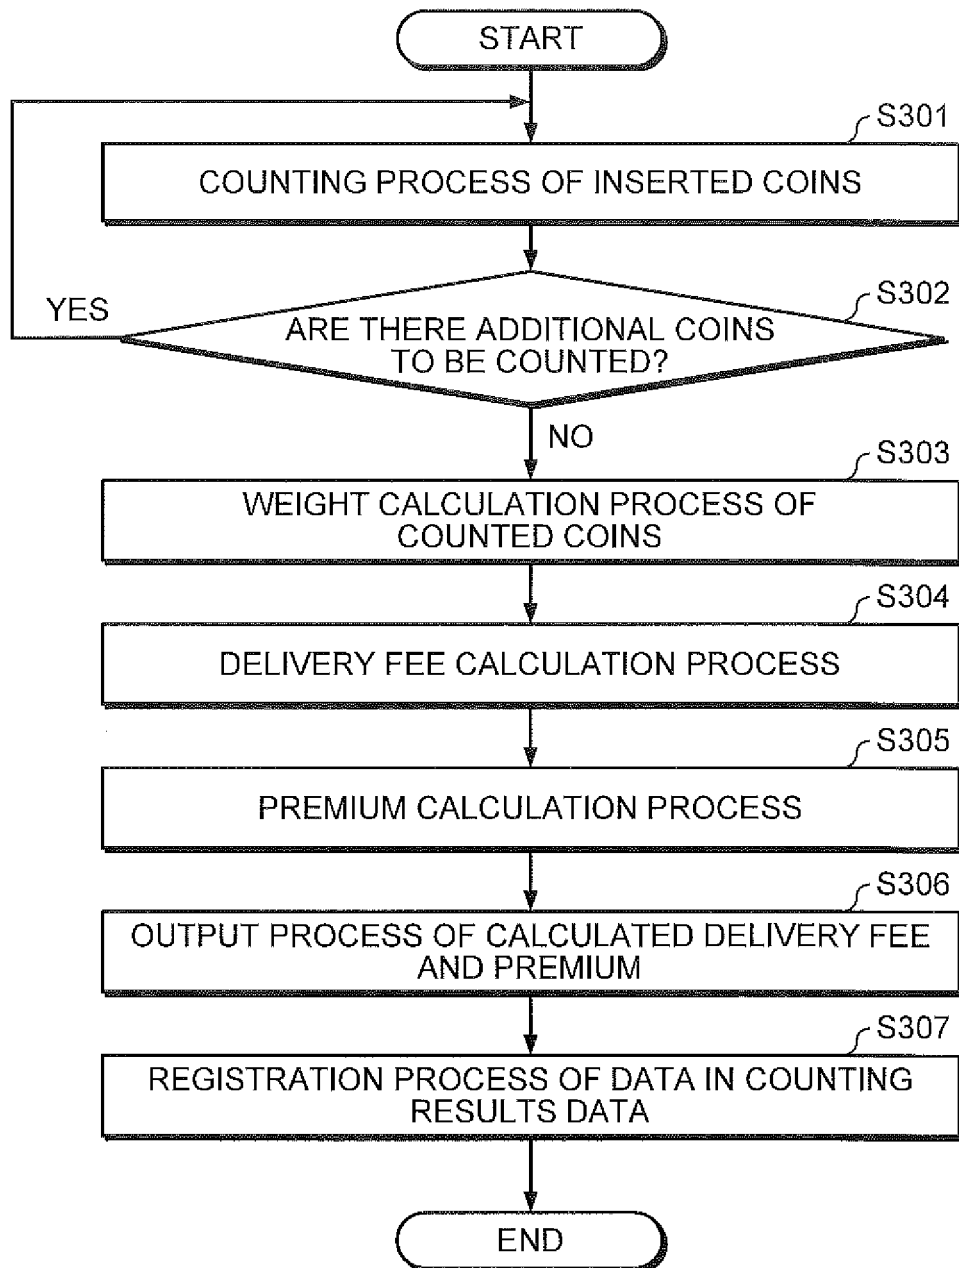 START
S301
COUNTING PROCESS OF INSERTED COINS
S302
YES
ARE THERE ADDITIONAL COINS
TO BE COUNTED?
NO
S303
WEIGHT CALCULATION PROCESS OF
COUNTED COINS
S304
DELIVERY FEE CALCULATION PROCESS
S305
PREMIUM CALCULATION PROCESS
S306
OUTPUT PROCESS OF CALCULATED DELIVERY FEE
AND PREMIUM
S307
REGISTRATION PROCESS OF DATA IN COUNTING
RESULTS DATA
END